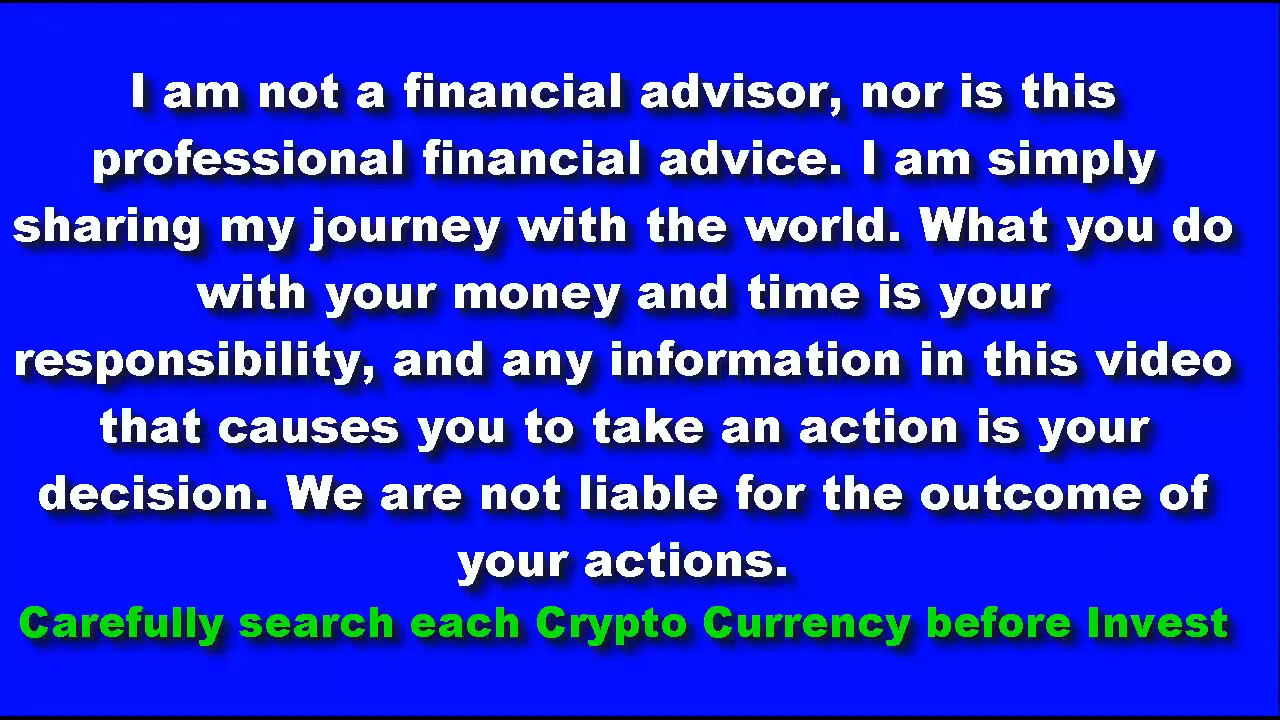 I am not a financial advisor, nor is this
professional financial advice. I am simply
sharing my journey with the world. What you do
with your money and time is your
responsibility, and any information in this video
that causes you to take an action is your
decision. We are not liable for the outcome of
your actions.
Carefully search each Crypto Currency before Invest